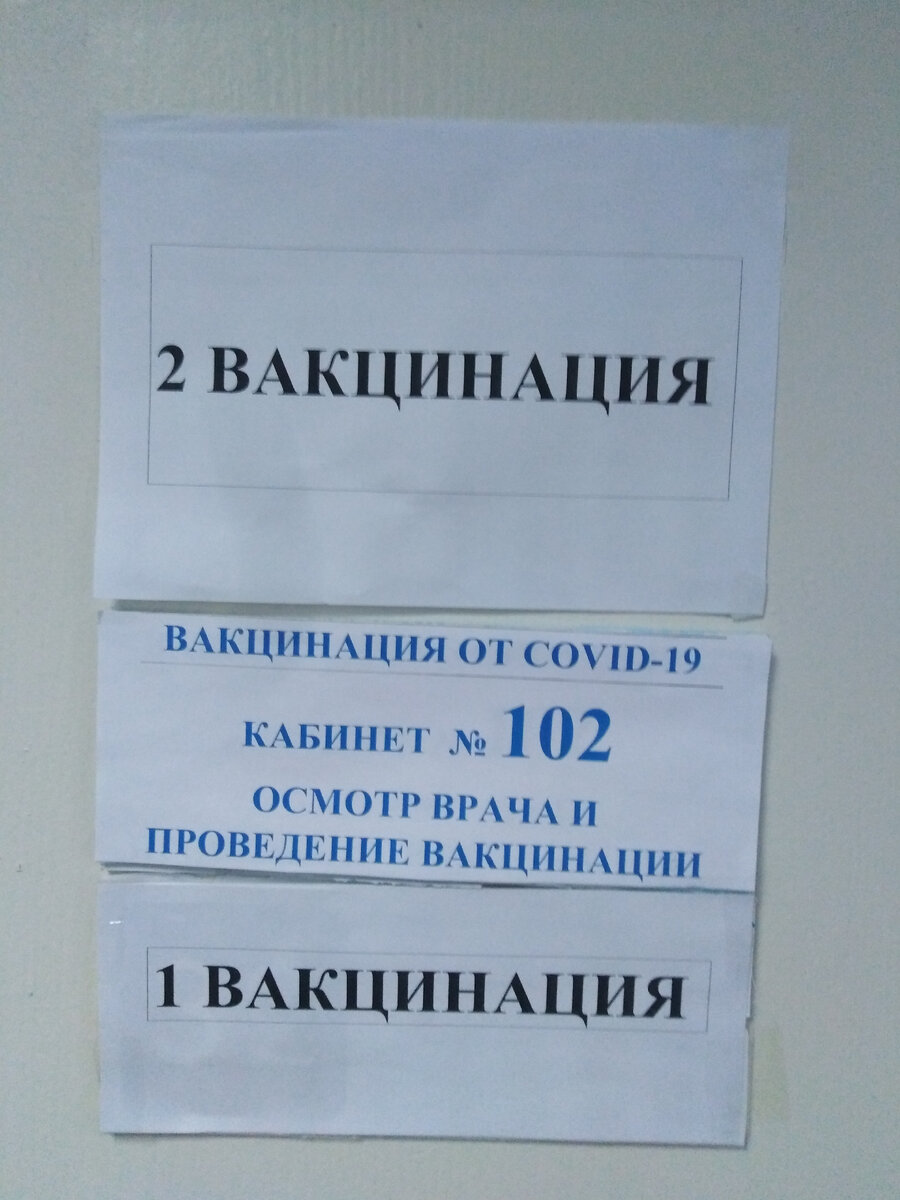 2 ВАКЦИНАЦИЯ
ВАКЦИНАЦИЯ ОТ COVID-19
КАБИНЕТ № 102
ОСМОТР ВРАЧА И
ПРОВЕДЕНИЕ ВАКЦИНАЦИИ
1 ВАКЦИНАЦИЯ